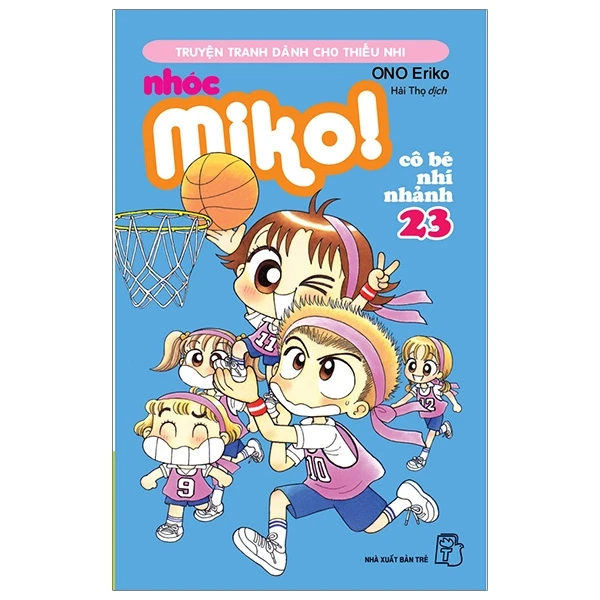 TRUYỆN TRANH DÀNH CHO THIẾU NHI
nhóc
ONO Eriko
Hải Thọ dịch
miko!
cô bé
nhí
nhảnh
23
11
12
9
10
NHÀ XUẤT BẢN TRẺ
T